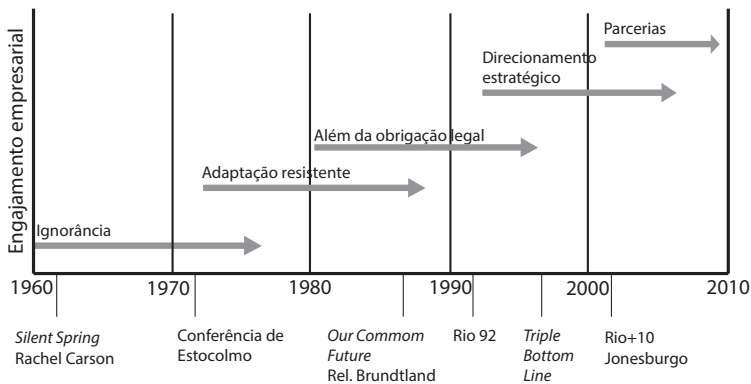 Engajamento empresarial
Parcerias
Direcionamento
estratégico
Além da obrigação legal
Adaptação resistente
Ignorância
1960
1970
1980
1990
2000
2010
Silent Spring
Rachel Carson
Conferência de
Estocolmo
Our Commom
Future
Rel. Brundtland
Rio 92
Triple
Bottom
Line
Rio+10
Jonesburgo